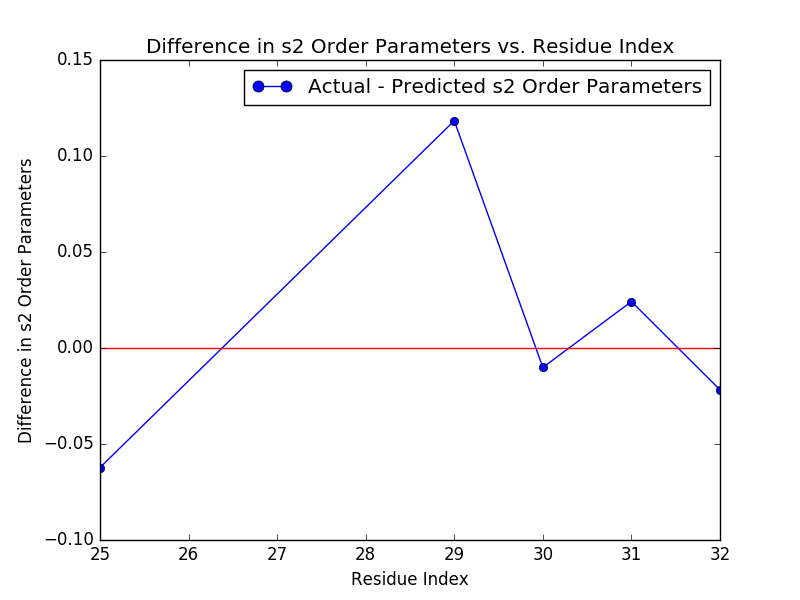 Difference in s2 Order Parameters vs. Residue Index
Actual - Predicted s2 Order Parameters
Difference in s2 Order Parameters
0.15
0.10
0.05
0.00
−0.05
−0.10
25 26 27 28 29 30 31 32
Residue Index